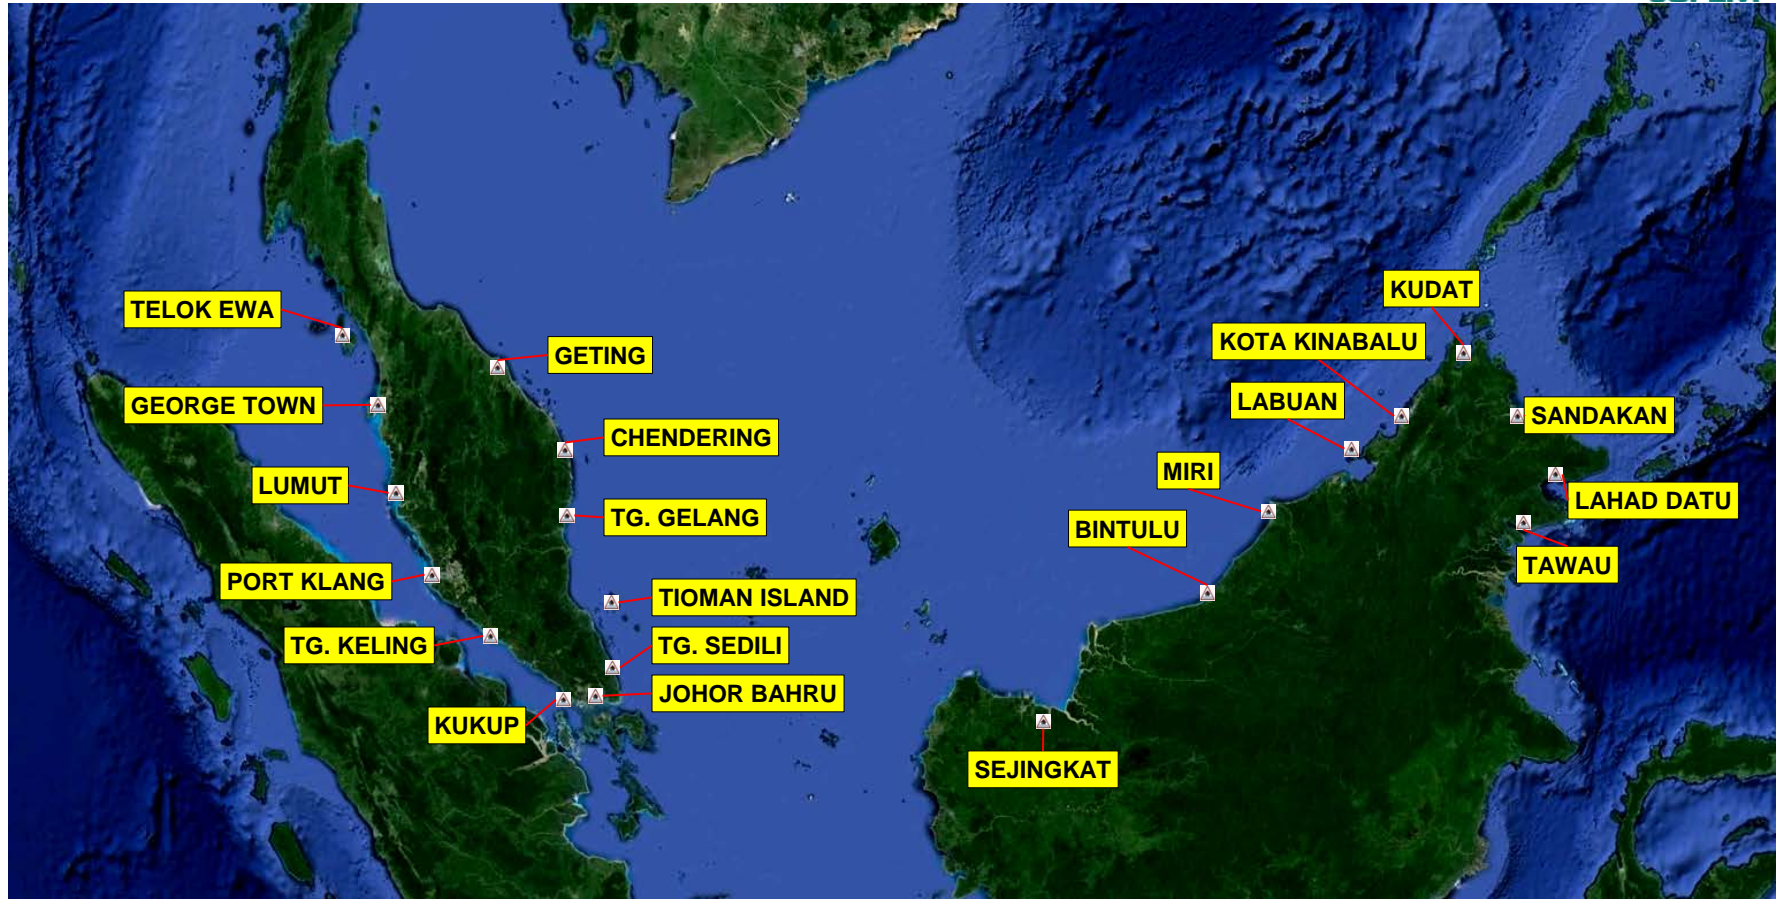 KUDAT
TELOK EWA
KOTA KINABALU
GETING
LABUAN
GEORGE TOWN
SANDAKAN
CHENDERING
MIRI
LUMUT
LAHAD DATU
TG. GELANG
BINTULU
TAWAU
PORT KLANG
TIOMAN ISLAND
TG. KELING
TG. SEDILI
JOHOR BAHRU
KUKUP
SEJINGKAT